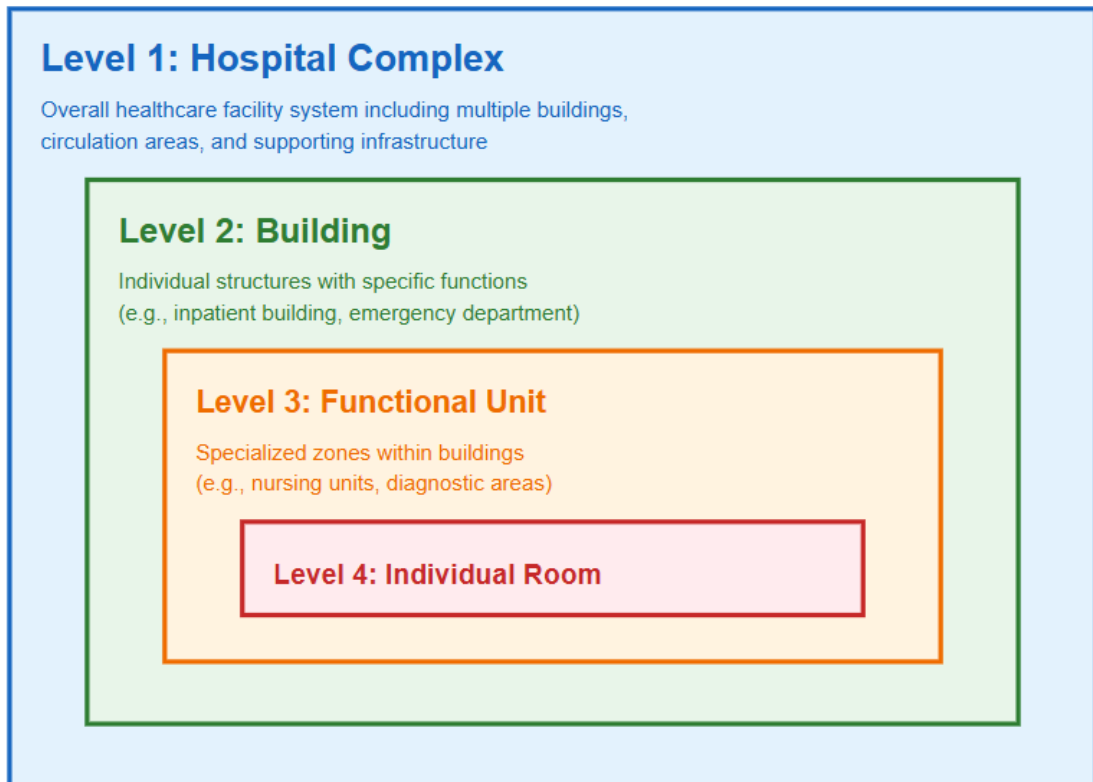 Level 1: Hospital Complex
Overall healthcare facility system including multiple buildings,
circulation areas, and supporting infrastructure
Level 2: Building
Individual structures with specific functions
(e.g., inpatient building, emergency department)
Level 3: Functional Unit
Specialized zones within buildings
(e.g., nursing units, diagnostic areas)
Level 4: Individual Room